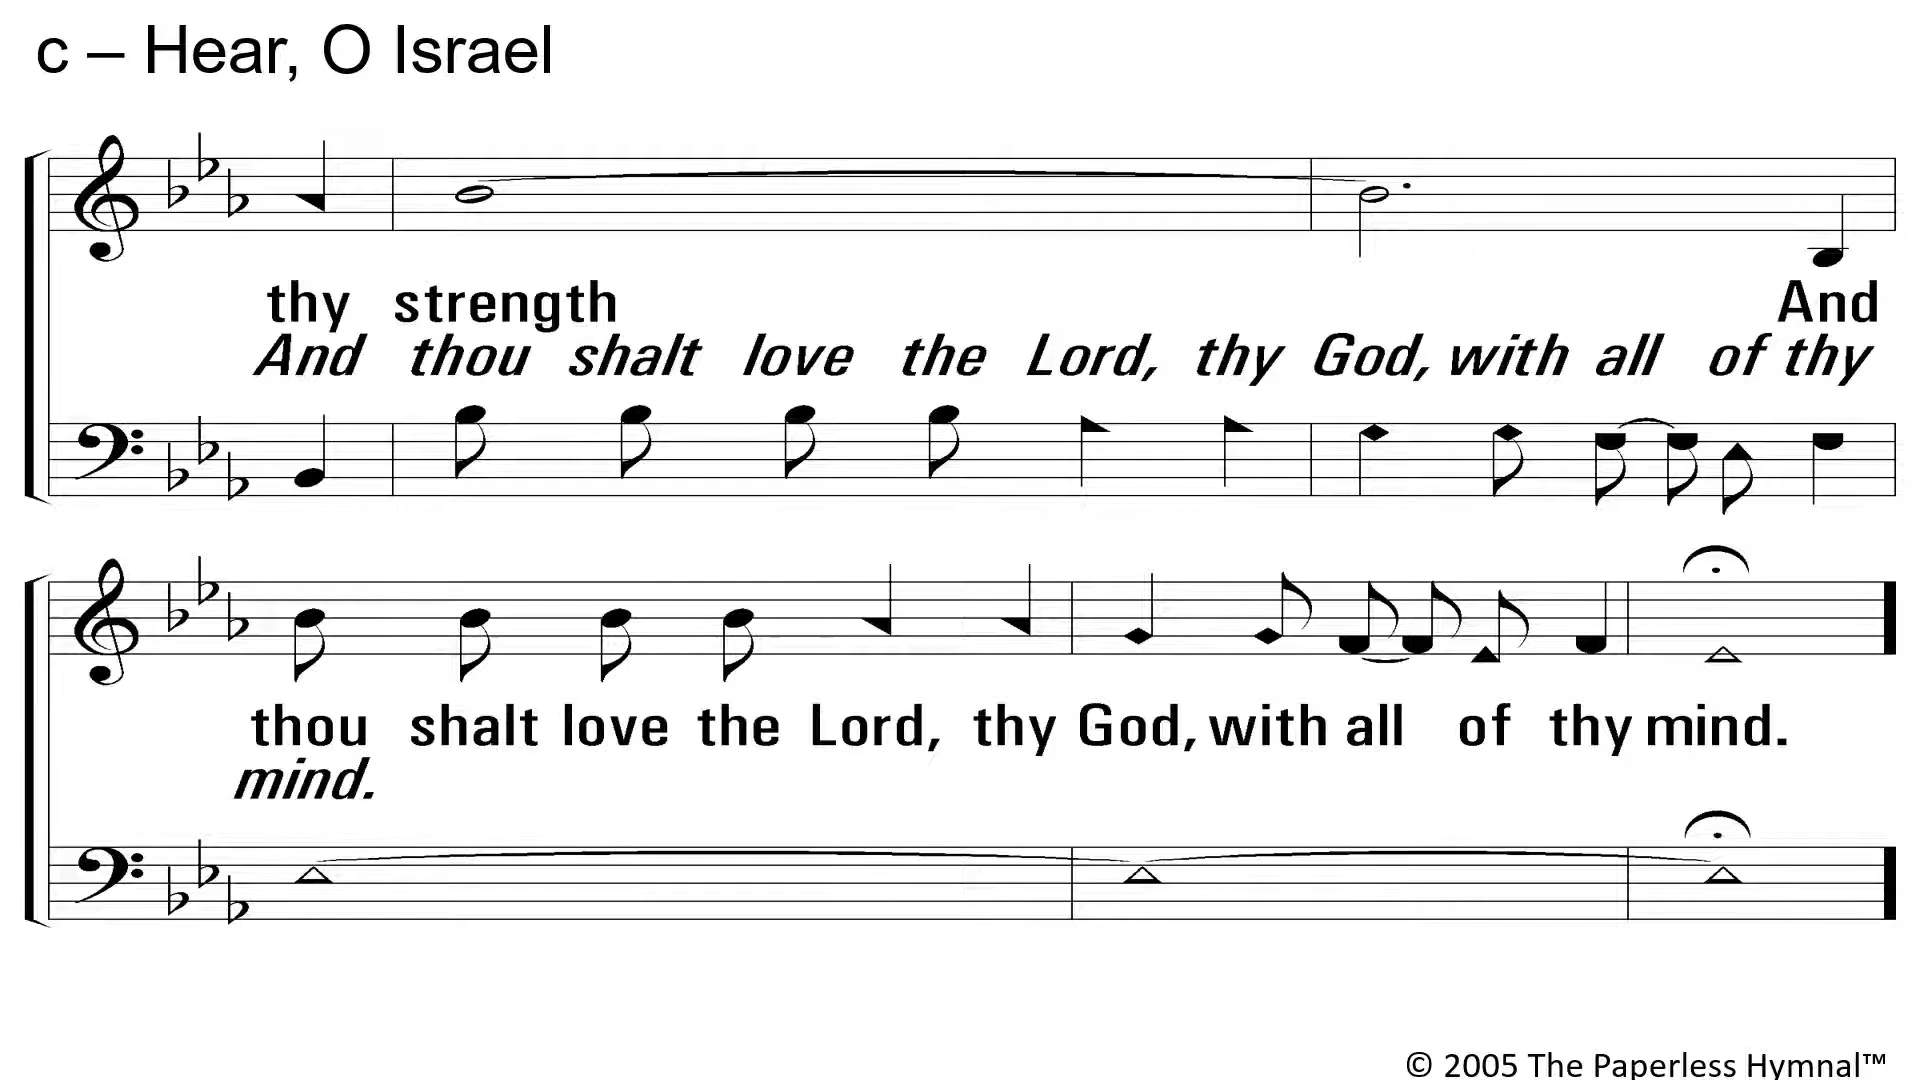 c – Hear, O Israel
thy strength And
And thou shalt love the Lord, thy God, with all of thy
thou shalt love the Lord, thy God, with all of thy mind.
mind.
© 2005 The Paperless Hymnal™